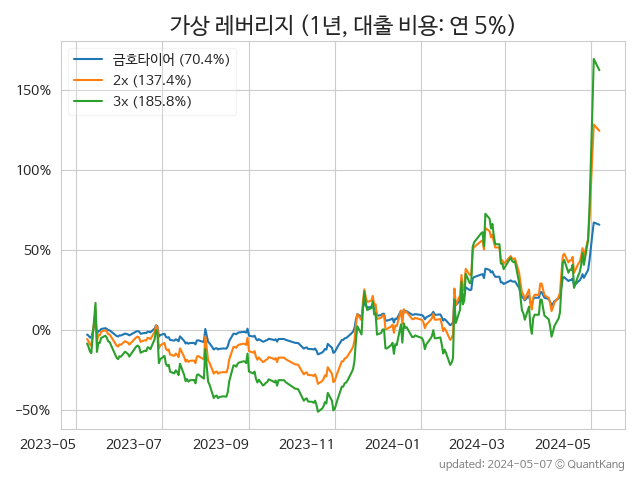 가상 레버리지 (1년, 대출 비용: 연 5%)
금호타이어 (70.4%)
2x (137.4%)
3x (185.8%)
150%
100%
50%
0%
−50%
2023-05
2023-07
2023-09
2023-11
2024-01
2024-03
2024-05
updated: 2024-05-07 © QuantKang